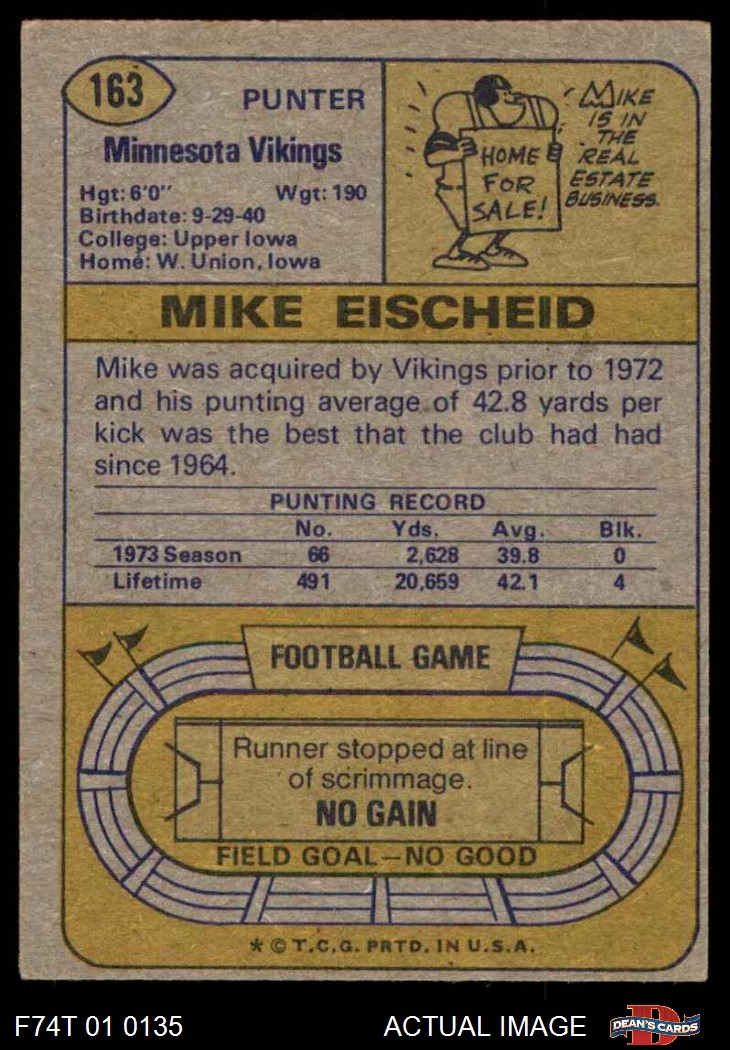 163
PUNTER
Minnesota Vikings
Hgt: 6'0" Wgt: 190
Birthdate: 9-29-40
College: Upper Iowa
Home: W. Union, Iowa
HOME
FOR
SALE!
MIKE
IS IN
THE
REAL
ESTATE
BUSINESS.
MIKE EISCHEID
Mike was acquired by Vikings prior to 1972
and his punting average of 42.8 yards per
kick was the best that the club had had
since 1964.
PUNTING RECORD
No. Yds. Avg. Blk.
1973 Season 66 2,628 39.8 0
Lifetime 491 20,659 42.1 4
FOOTBALL GAME
Runner stopped at line
of scrimmage.
NO GAIN
FIELD GOAL—NO GOOD
* © T.C.G. PRTD. IN U.S.A.
F74T 01 0135 ACTUAL IMAGE D DEAN'S CARDS